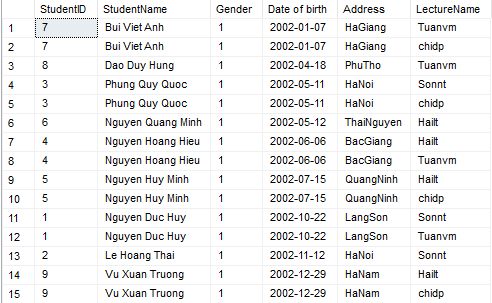 StudentID StudentName Gender Date of birth Address LectureName
1 7 Bui Viet Anh 1 2002-01-07 HaGiang Tuanvm
2 7 Bui Viet Anh 1 2002-01-07 HaGiang chidp
3 8 Dao Duy Hung 1 2002-04-18 PhuTho Tuanvm
4 3 Phung Quy Quoc 1 2002-05-11 HaNoi Sonnt
5 3 Phung Quy Quoc 1 2002-05-11 HaNoi chidp
6 6 Nguyen Quang Minh 1 2002-05-12 ThaiNguyen Hailt
7 4 Nguyen Hoang Hieu 1 2002-06-06 BacGiang Hailt
8 4 Nguyen Hoang Hieu 1 2002-06-06 BacGiang Tuanvm
9 5 Nguyen Huy Minh 1 2002-07-15 QuangNinh Hailt
10 5 Nguyen Huy Minh 1 2002-07-15 QuangNinh chidp
11 1 Nguyen Duc Huy 1 2002-10-22 LangSon Sonnt
12 1 Nguyen Duc Huy 1 2002-10-22 LangSon Tuanvm
13 2 Le Hoang Thai 1 2002-11-12 HaNoi Sonnt
14 9 Vu Xuan Truong 1 2002-12-29 HaNam Hailt
15 9 Vu Xuan Truong 1 2002-12-29 HaNam chidp